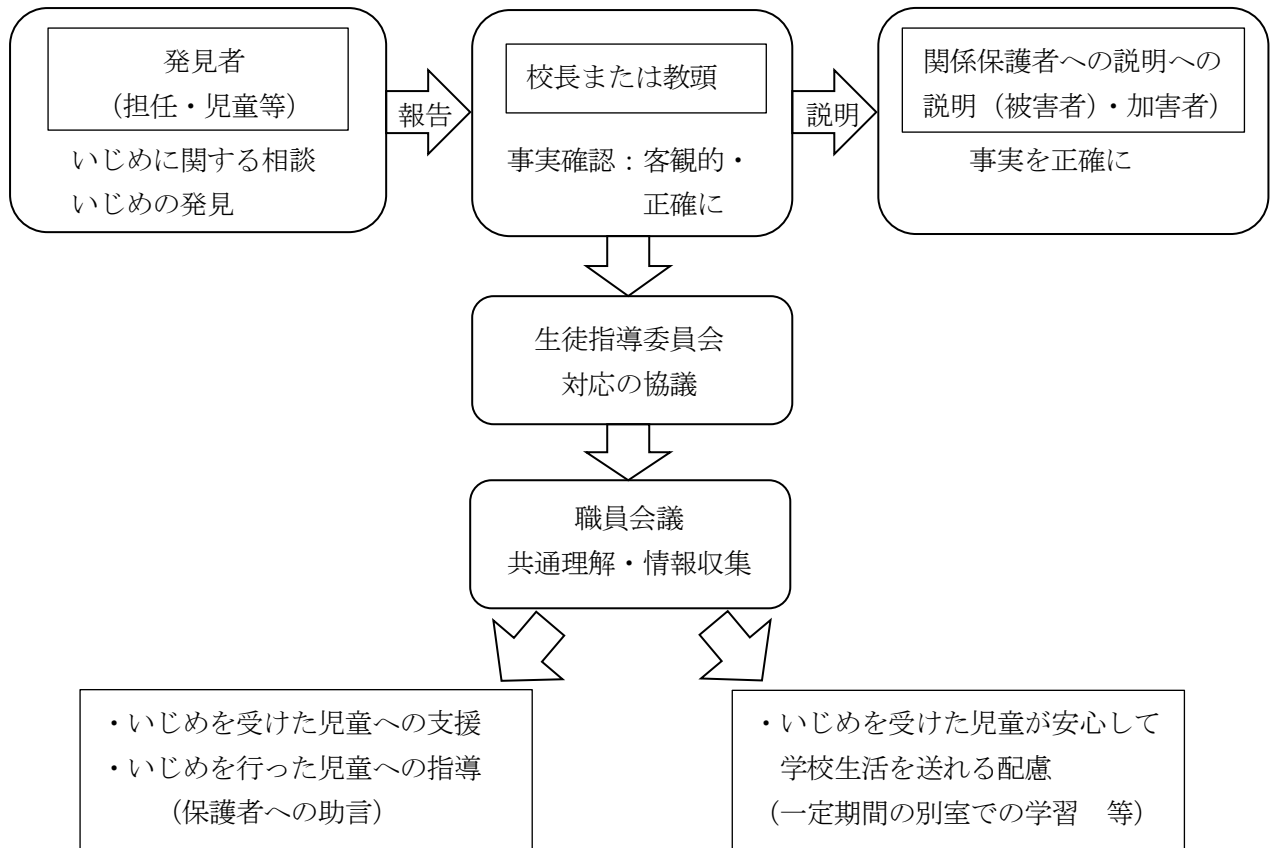 発見者
（担任・児童等）
いじめに関する相談
いじめの発見
報告
校長または教頭
事実確認：客観的・
正確に
説明
関係保護者への説明への
説明（被害者）・加害者）
事実を正確に
生徒指導委員会
対応の協議
職員会議
共通理解・情報収集
・いじめを受けた児童への支援
・いじめを行った児童への指導
（保護者への助言）
・いじめを受けた児童が安心して
学校生活を送れる配慮
（一定期間の別室での学習　等）